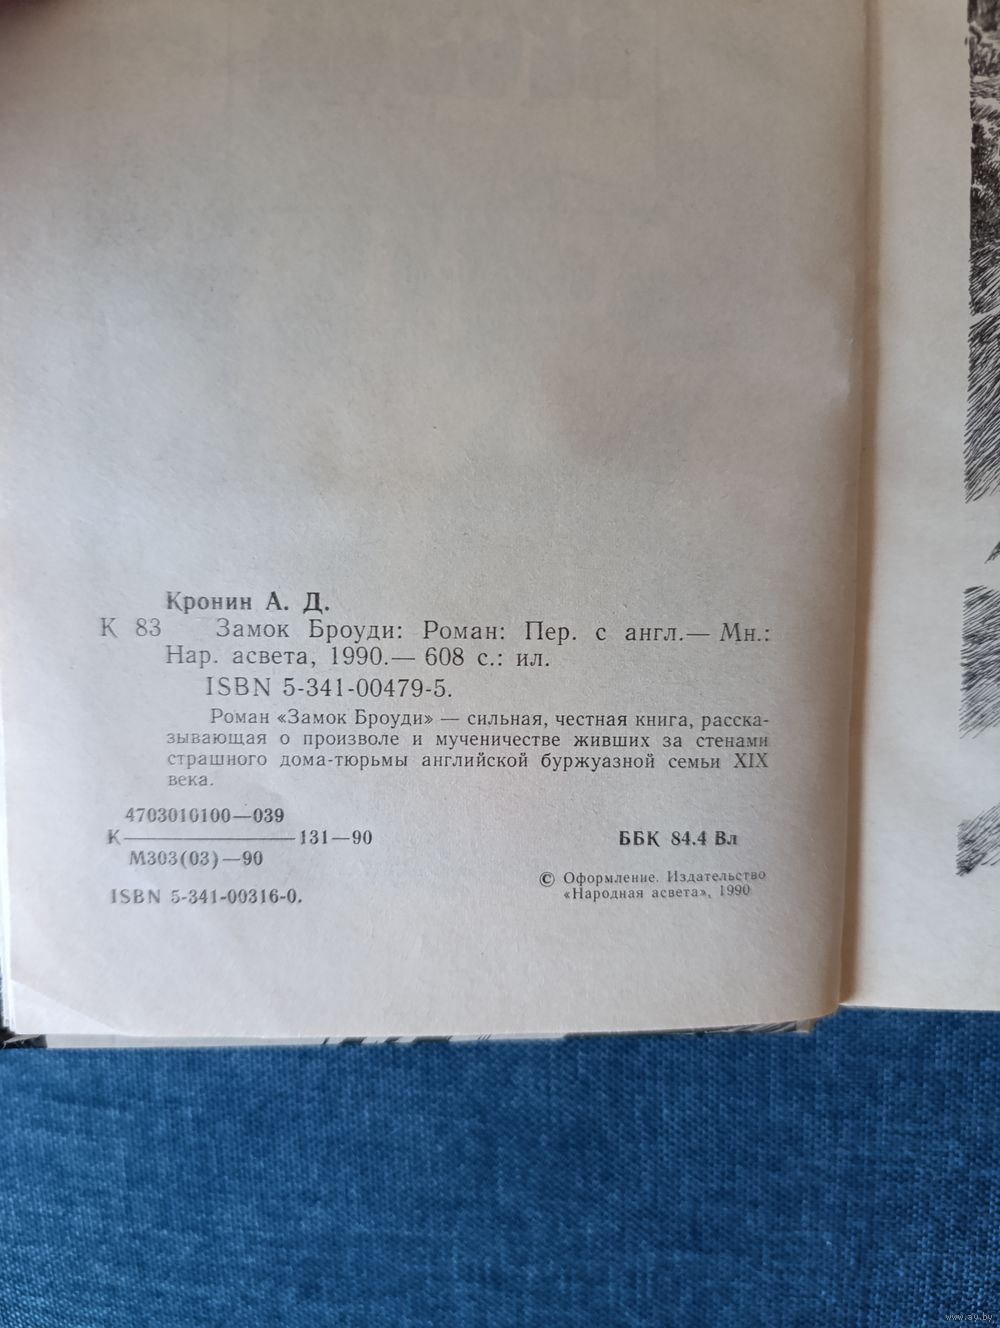 Кронин А. Д.
К 83 Замок Броуди: Роман: Пер. с англ.— Мн.:
Нар. асвета, 1990.— 608 с.: ил.
ISBN 5-341-00479-5.
Роман «Замок Броуди» — сильная, честная книга, расска-
зывающая о произволе и мученичестве живших за стенами
страшного дома-тюрьмы английской буржуазной семьи XIX
века.
4703010100—039
К 131—90
М303(03)—90
ББК 84.4 Вл
ISBN 5-341-00316-0.
© Оформление. Издательство
«Народная асвета», 1990
www.ay.by